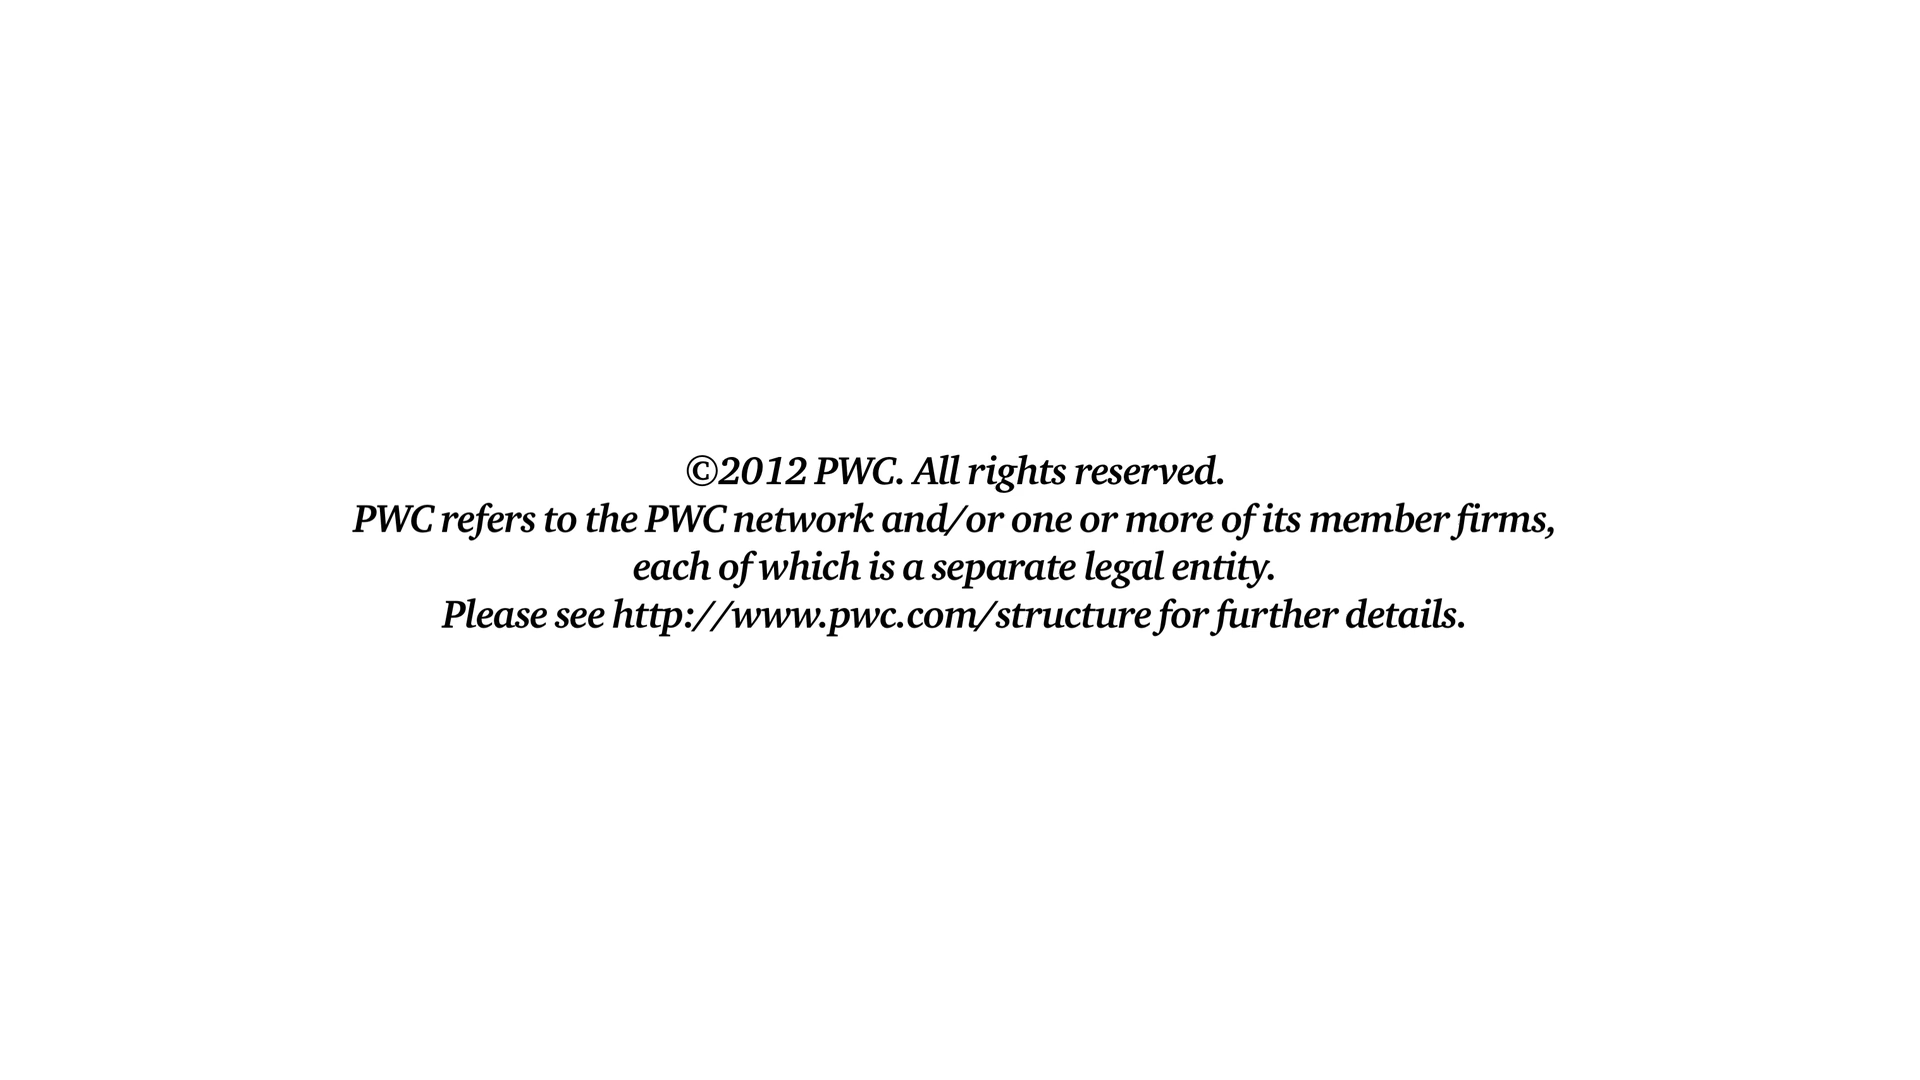 ©2012 PWC. All rights reserved.
PWC refers to the PWC network and/or one or more of its member firms,
each of which is a separate legal entity.
Please see http://www.pwc.com/structure for further details.